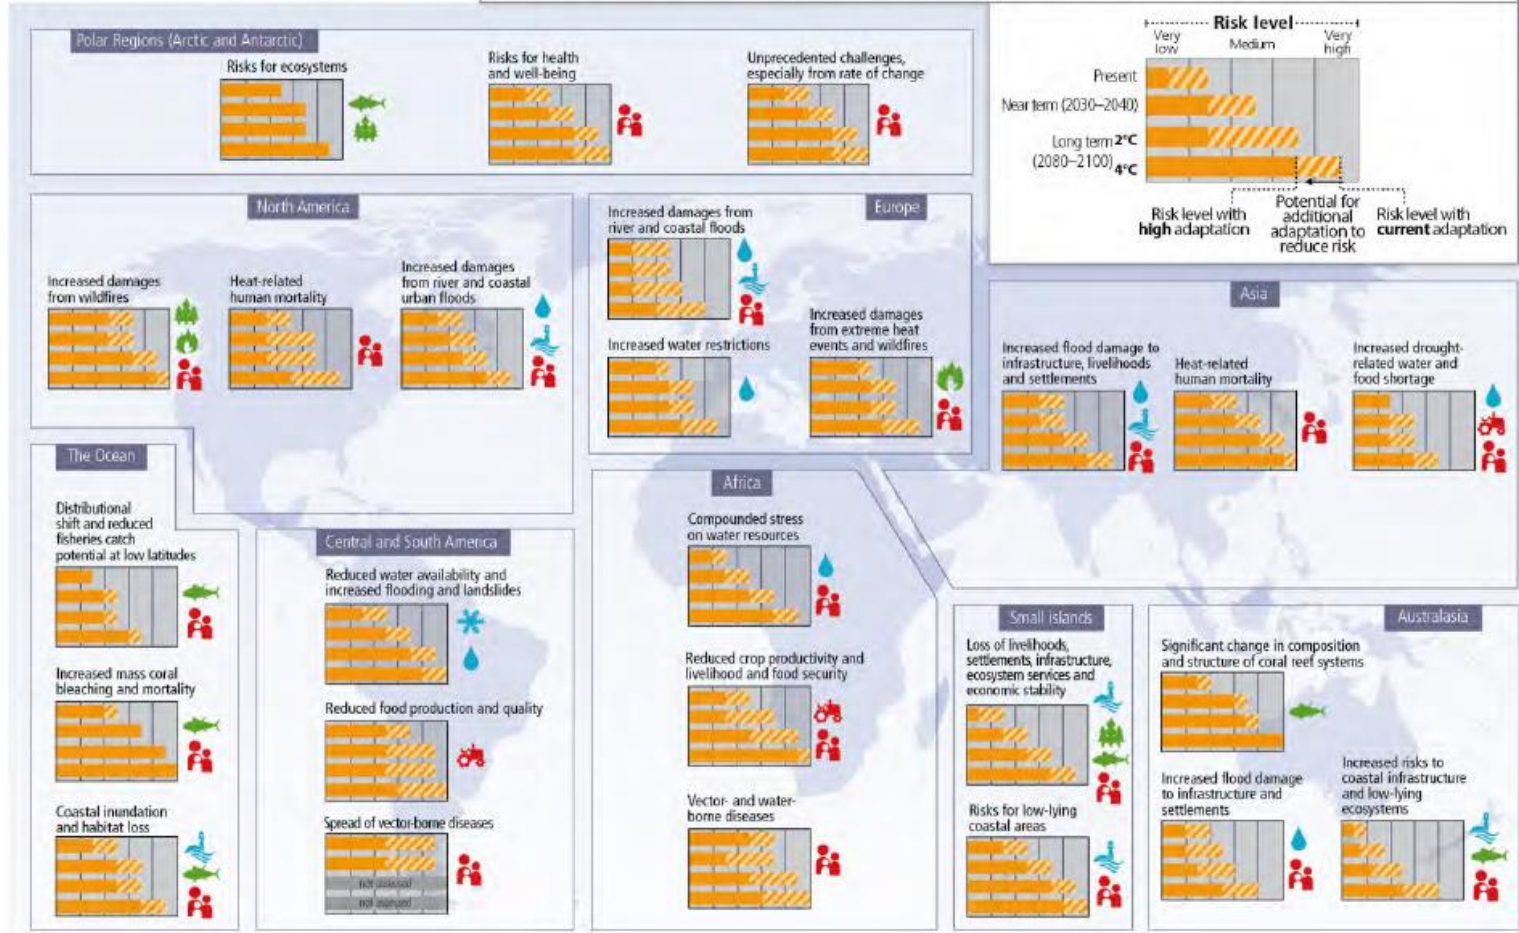 Risk level
Very
low
Medium
Very
high
Present
Near term (2030–2040)
Long term 2°C
(2080–2100) 4°C
Risk level with
high adaptation
Potential for
additional
adaptation to
reduce risk
Risk level with
current adaptation
Polar Regions (Arctic and Antarctic)
Risks for ecosystems
Risks for health
and well-being
Unprecedented challenges,
especially from rate of change
North America
Increased damages
from wildfires
Heat-related
human mortality
Increased damages
from river and coastal
urban floods
Europe
Increased damages from
river and coastal floods
Increased water restrictions
Increased damages
from extreme heat
events and wildfires
Asia
Increased flood damage to
infrastructure, livelihoods
and settlements
Heat-related
human mortality
Increased drought-
related water and
food shortage
The Ocean
Distributional
shift and reduced
fisheries catch
potential at low latitudes
Increased mass coral
bleaching and mortality
Coastal inundation
and habitat loss
Central and South America
Reduced water availability and
increased flooding and landslides
Reduced food production and quality
Spread of vector-borne diseases
not assessed
not assessed
Africa
Compounded stress
on water resources
Reduced crop productivity and
livelihood and food security
Vector- and water-
borne diseases
Small islands
Loss of livelihoods,
settlements, infrastructure,
ecosystem services and
economic stability
Risks for low-lying
coastal areas
Australasia
Significant change in composition
and structure of coral reef systems
Increased flood damage
to infrastructure and
settlements
Increased risks to
coastal infrastructure
and low-lying
ecosystems